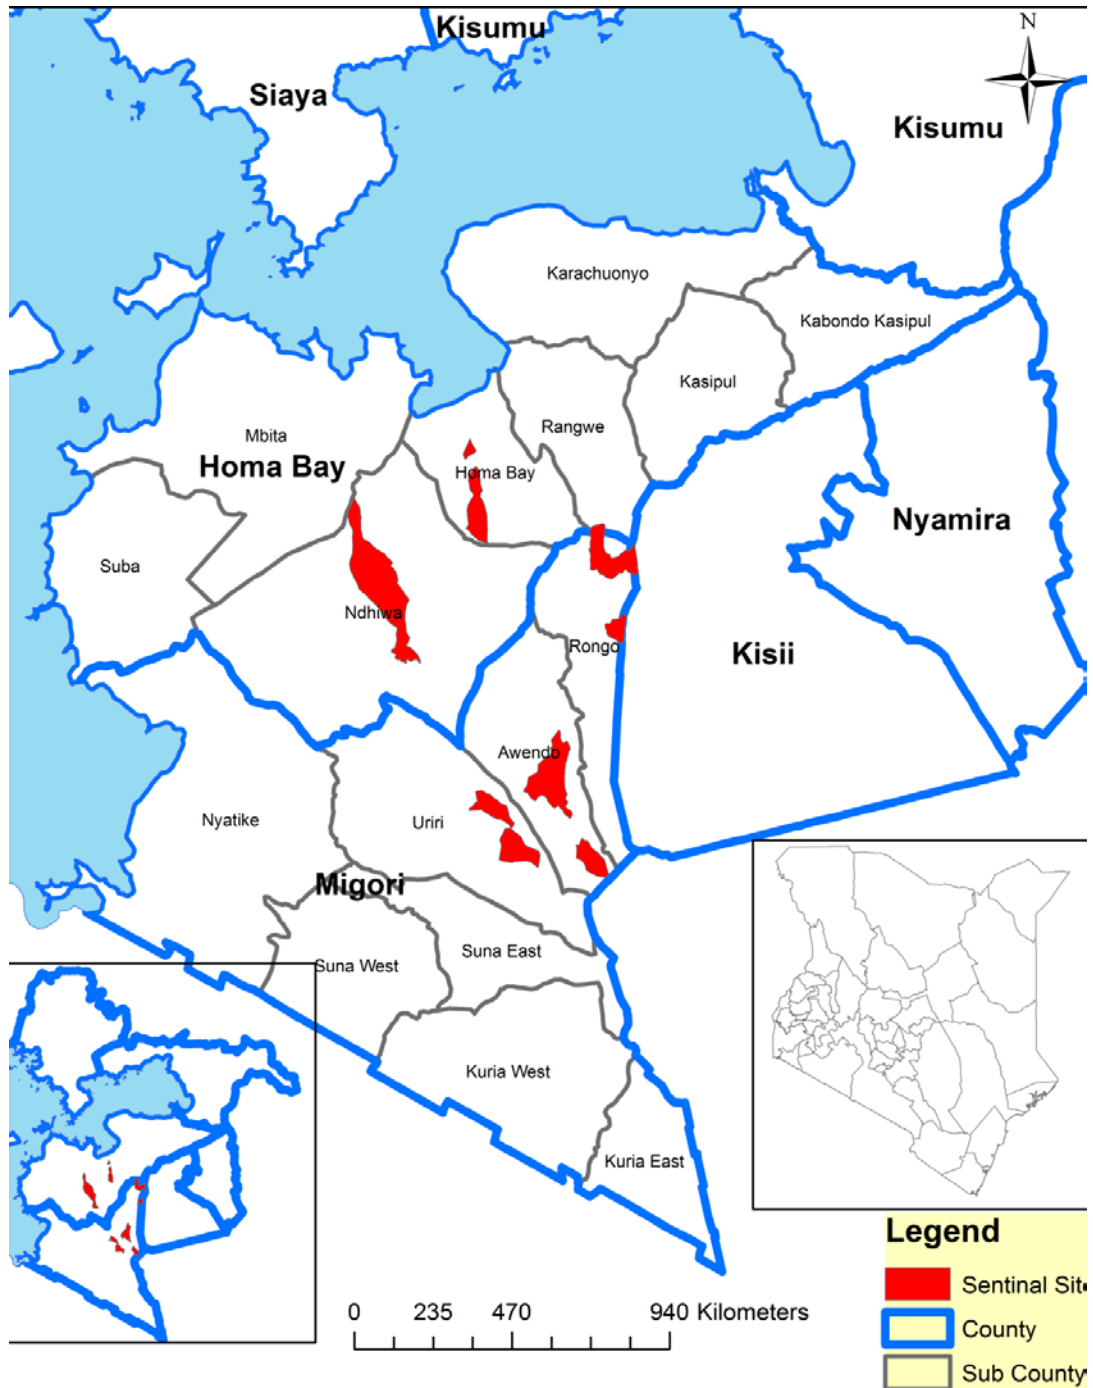 Kisumu
N
Siaya
Kisumu
Karachuonyo
Kabondo Kasipul
Kasipul
Rangwe
Mbita
Homa Bay
Homa Bay
Nyamira
Suba
Ndhiwa
Rongo
Kisii
Awendo
Nyatike
Uriri
Migori
Suna East
Suna West
Kuria West
Kuria East
Legend
Sentinal Sit
County
Sub County
0 235 470 940 Kilometers